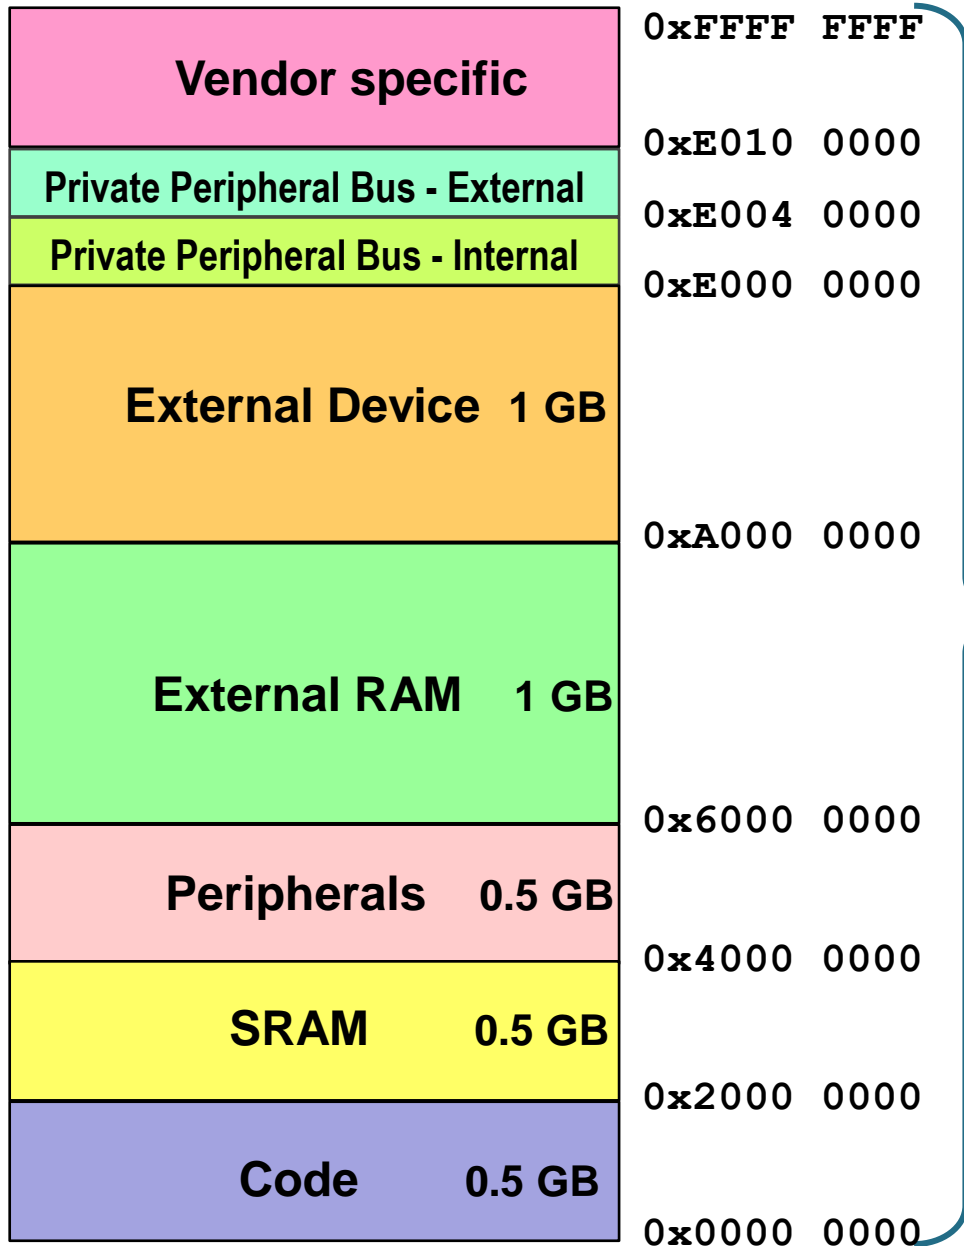 0xFFFF FFFF
Vendor specific
0xE010 0000
Private Peripheral Bus - External
0xE004 0000
Private Peripheral Bus - Internal
0xE000 0000
External Device 1 GB
0xA000 0000
External RAM 1 GB
0x6000 0000
Peripherals 0.5 GB
0x4000 0000
SRAM 0.5 GB
0x2000 0000
Code 0.5 GB
0x0000 0000